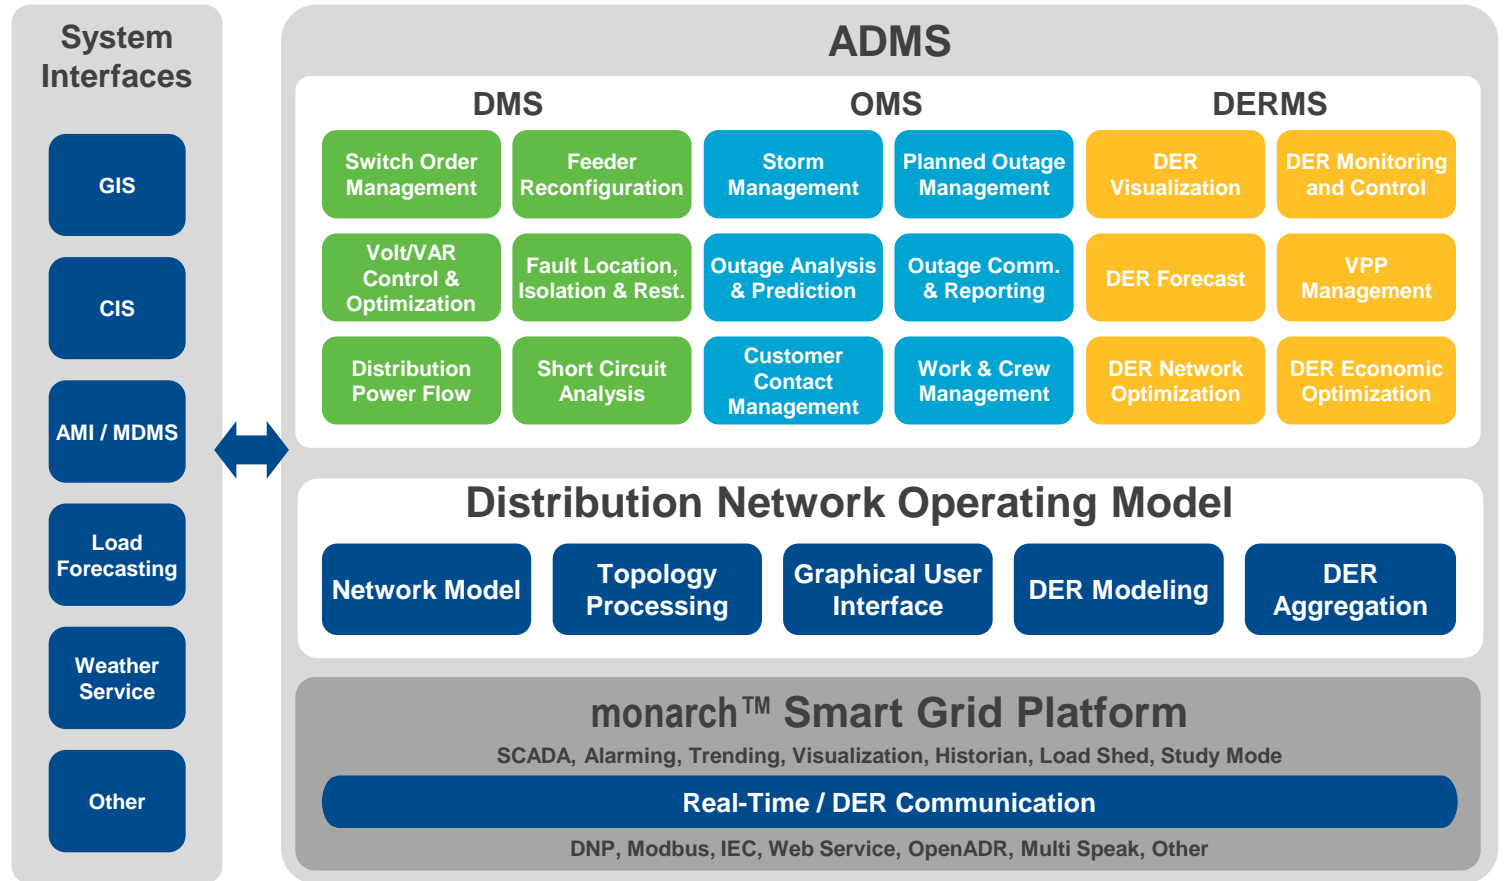 System
Interfaces
GIS
CIS
AMI / MDMS
Load
Forecasting
Weather
Service
Other
ADMS
DMS
Switch Order
Management
Feeder
Reconfiguration
Volt/VAR
Control &
Optimization
Fault Location,
Isolation & Rest.
Distribution
Power Flow
Short Circuit
Analysis
OMS
Storm
Management
Planned Outage
Management
Outage Analysis
& Prediction
Outage Comm.
& Reporting
Customer
Contact
Management
Work & Crew
Management
DERMS
DER
Visualization
DER Monitoring
and Control
DER Forecast
VPP
Management
DER Network
Optimization
DER Economic
Optimization
Distribution Network Operating Model
Network Model
Topology
Processing
Graphical User
Interface
DER Modeling
DER
Aggregation
monarch™ Smart Grid Platform
SCADA, Alarming, Trending, Visualization, Historian, Load Shed, Study Mode
Real-Time / DER Communication
DNP, Modbus, IEC, Web Service, OpenADR, Multi Speak, Other